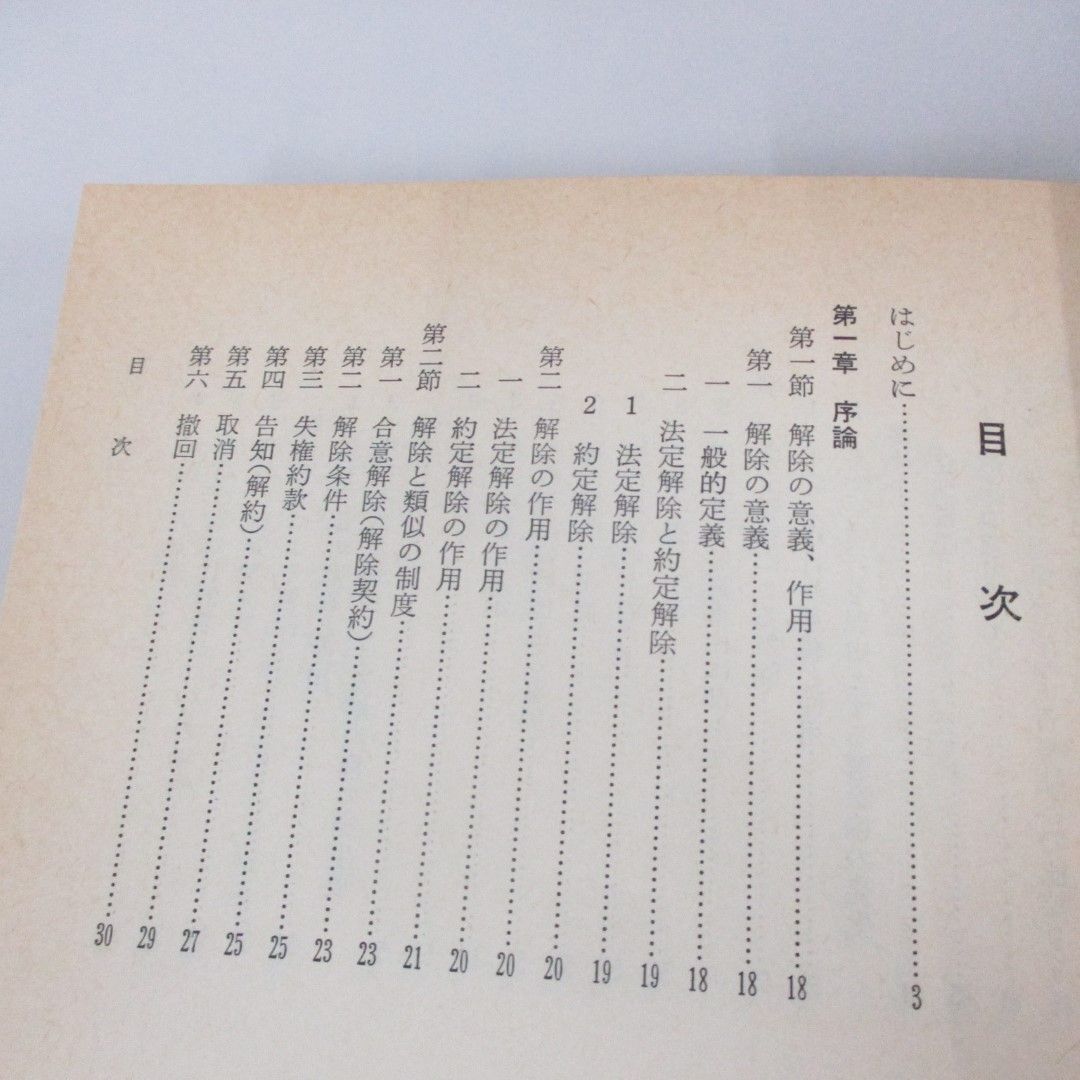 目次
はじめに……3
第一章 序論
第一節 解除の意義、作用……18
第一 解除の意義……18
一 一般的定義……18
二 法定解除と約定解除……19
1 法定解除……19
2 約定解除……20
第二 解除の作用……20
一 法定解除の作用……20
二 約定解除の作用……21
第二節 解除と類似の制度……23
第一 合意解除(解除契約)……23
第二 解除条件……25
第三 失権約款……25
第四 告知(解約)……27
第五 取消……29
第六 撤回……30
目次